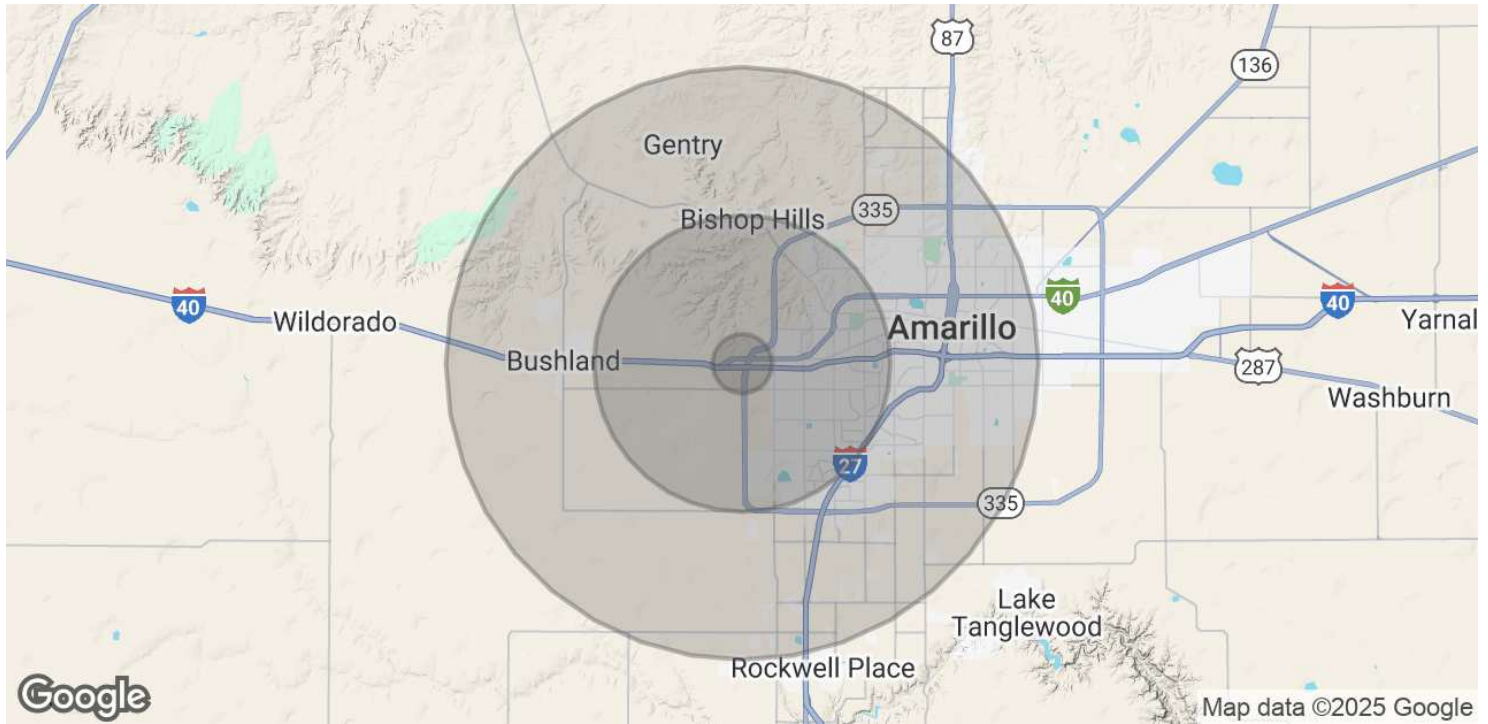 87
136
Gentry
Bishop Hills
335
40
40
40
Wildorado
Amarillo
Yarnal
Bushland
287
Washburn
27
335
Lake
Tanglewood
Rockwell Place
Google
Map data ©2025 Google